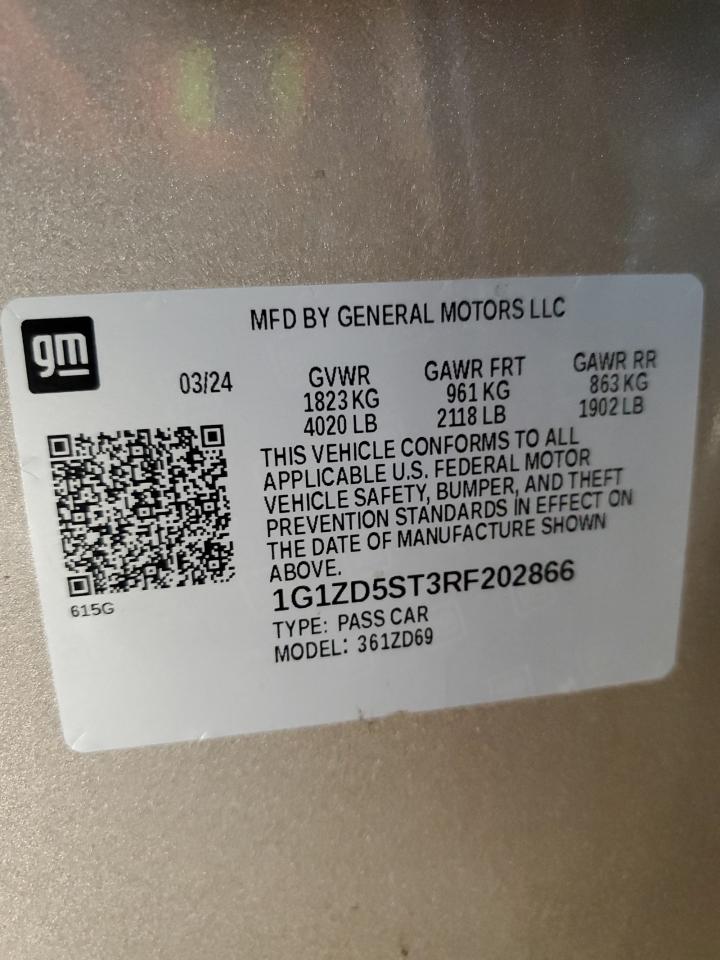 MFD BY GENERAL MOTORS LLC
gm
03/24
GVWR
1823 KG
4020 LB
GAWR FRT
961 KG
2118 LB
GAWR RR
863 KG
1902 LB
THIS VEHICLE CONFORMS TO ALL
APPLICABLE U.S. FEDERAL MOTOR
VEHICLE SAFETY, BUMPER, AND THEFT
PREVENTION STANDARDS IN EFFECT ON
THE DATE OF MANUFACTURE SHOWN
ABOVE.
615G
1G1ZD5ST3RF202866
TYPE: PASS CAR
MODEL: 361ZD69